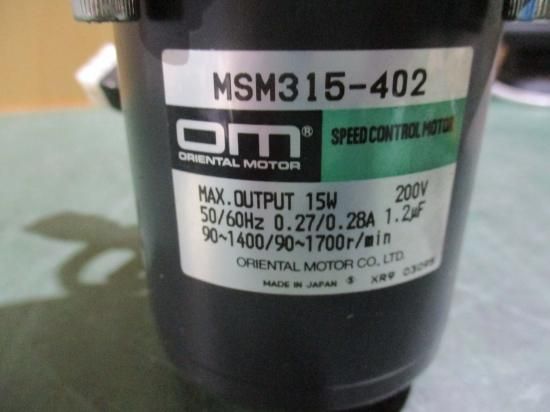 MSM315-402
om®
ORIENTAL MOTOR
SPEED CONTROL MOTOR
MAX.OUTPUT 15W 200V
50/60Hz 0.27/0.28A 1.2μF
90~1400/90~1700r/min
ORIENTAL MOTOR CO., LTD.
MADE IN JAPAN XR9